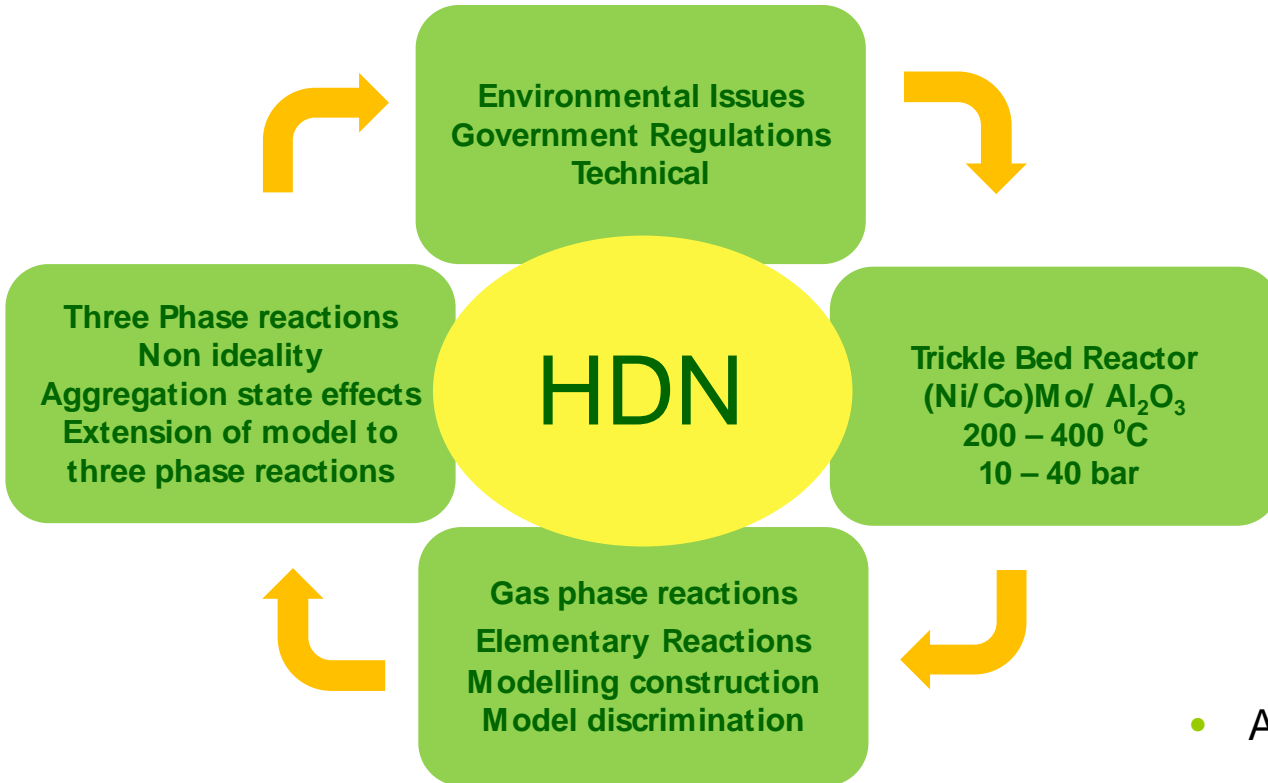 Environmental Issues
Government Regulations
Technical
Three Phase reactions
Non ideality
Aggregation state effects
Extension of model to
three phase reactions
HDN
Trickle Bed Reactor
(Ni/Co)Mo/ Al₂O₃
200 – 400 ⁰C
10 – 40 bar
Gas phase reactions
Elementary Reactions
Modelling construction
Model discrimination
• A